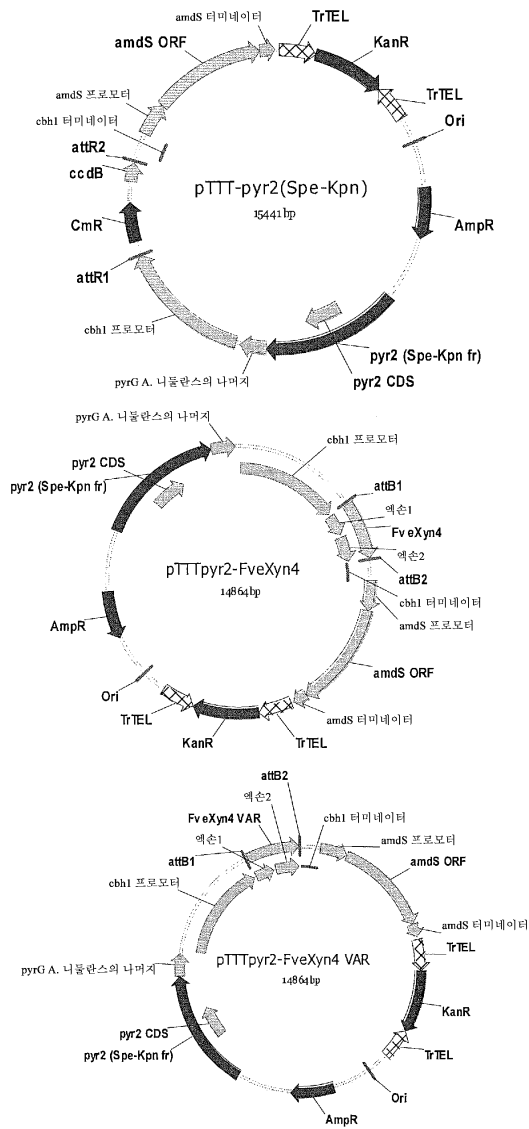 amdS 터미네이터
TrTEL
amdS ORF
KanR
amdS 프로모터
TrTEL
cbh1 터미네이터
Ori
attR2
ccdB
pTTT-pyr2(Spe-Kpn)
15441bp
CmR
AmpR
attR1
cbh1 프로모터
pyr2 (Spe-Kpn fr)
pyrG A. 니둘란스의 나머지
pyr2 CDS
pyrG A. 니둘란스의 나머지
cbh1 프로모터
pyr2 CDS
pyr2 (Spe-Kpn fr)
attB1
엑손1
FveXyn4
엑손2
pTTTpyr2-FveXyn4
14864bp
attB2
cbh1 터미네이터
amdS 프로모터
AmpR
amdS ORF
Ori
TrTEL
amdS 터미네이터
KanR
TrTEL
attB2
엑손2
FveXyn4 VAR
cbh1 터미네이터
엑손1
amdS 프로모터
attB1
amdS ORF
cbh1 프로모터
amdS 터미네이터
TrTEL
pTTTpyr2-FveXyn4 VAR
14864bp
pyrG A. 니둘란스의 나머지
KanR
pyr2 CDS
pyr2 (Spe-Kpn fr)
TrTEL
Ori
AmpR